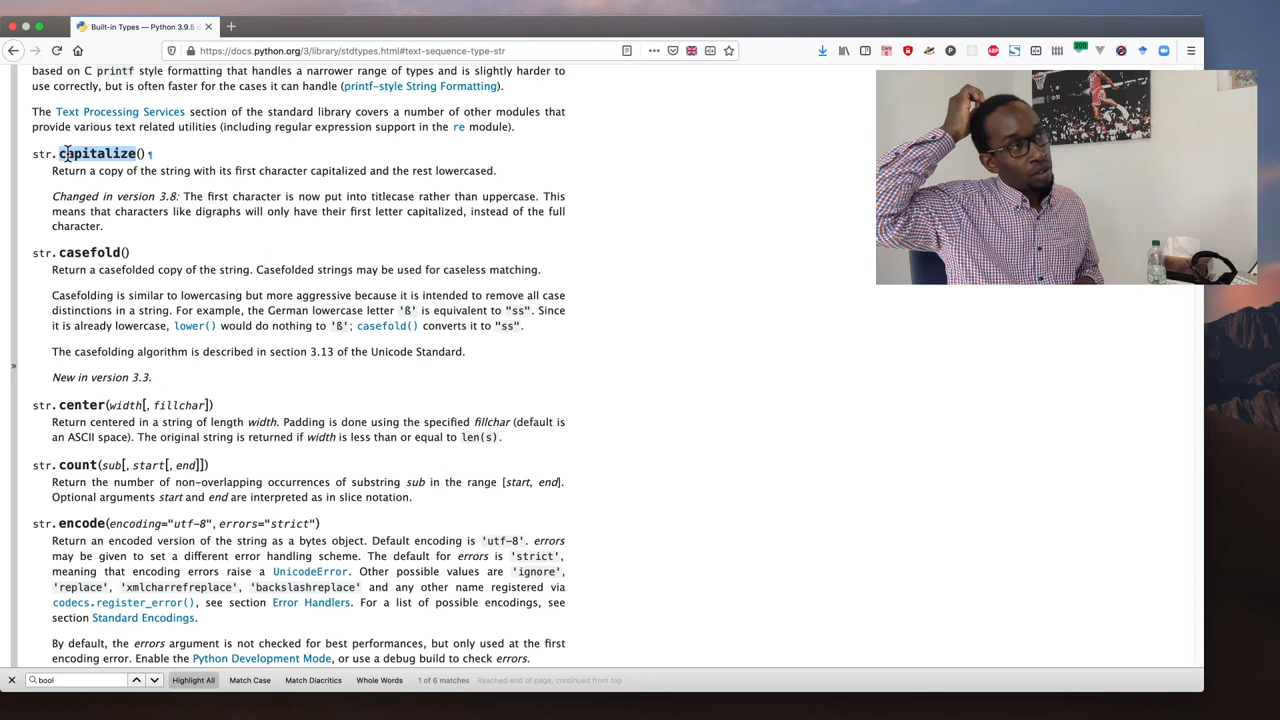 Built-in Types — Python 3.9.5
https://docs.python.org/3/library/stdtypes.html#text-sequence-type-str
200
ABP
based on C printf style formatting that handles a narrower range of types and is slightly harder to
use correctly, but is often faster for the cases it can handle (printf-style String Formatting).
The Text Processing Services section of the standard library covers a number of other modules that
provide various text related utilities (including regular expression support in the re module).
str.capitalize() ¶
Return a copy of the string with its first character capitalized and the rest lowercased.
Changed in version 3.8: The first character is now put into titlecase rather than uppercase. This
means that characters like digraphs will only have their first letter capitalized, instead of the full
character.
str.casefold()
Return a casefolded copy of the string. Casefolded strings may be used for caseless matching.
Casefolding is similar to lowercasing but more aggressive because it is intended to remove all case
distinctions in a string. For example, the German lowercase letter 'ß' is equivalent to "ss". Since
it is already lowercase, lower() would do nothing to 'ß'; casefold() converts it to "ss".
The casefolding algorithm is described in section 3.13 of the Unicode Standard.
New in version 3.3.
str.center(width[, fillchar])
Return centered in a string of length width. Padding is done using the specified fillchar (default is
an ASCII space). The original string is returned if width is less than or equal to len(s).
str.count(sub[, start[, end]])
Return the number of non-overlapping occurrences of substring sub in the range [start, end].
Optional arguments start and end are interpreted as in slice notation.
str.encode(encoding="utf-8", errors="strict")
Return an encoded version of the string as a bytes object. Default encoding is 'utf-8'. errors
may be given to set a different error handling scheme. The default for errors is 'strict',
meaning that encoding errors raise a UnicodeError. Other possible values are 'ignore',
'replace', 'xmlcharrefreplace', 'backslashreplace' and any other name registered via
codecs.register_error(), see section Error Handlers. For a list of possible encodings, see
section Standard Encodings.
By default, the errors argument is not checked for best performances, but only used at the first
encoding error. Enable the Python Development Mode, or use a debug build to check errors.
bool Highlight All Match Case Match Diacritics Whole Words 1 of 6 matches Reached end of page, continued from top